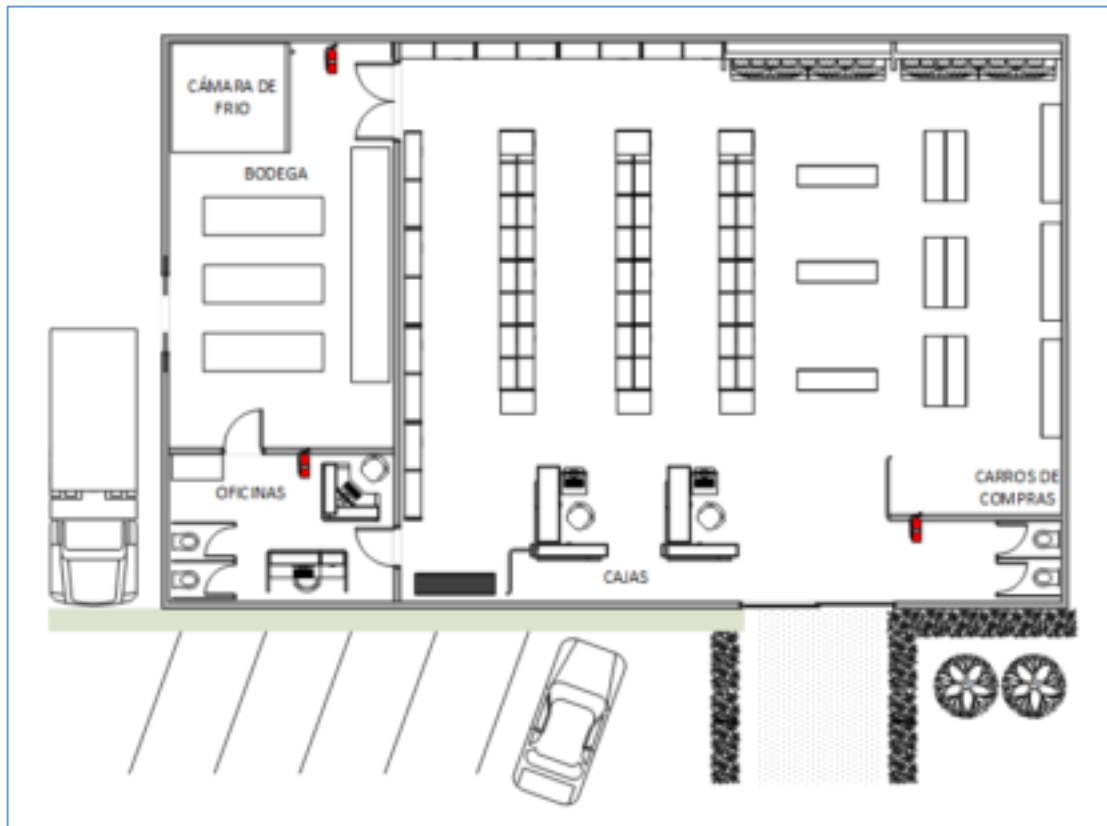 CÁMARA DE
FRIO
BODEGA
OFICINAS
CARROS DE
COMPRAS
CAJAS